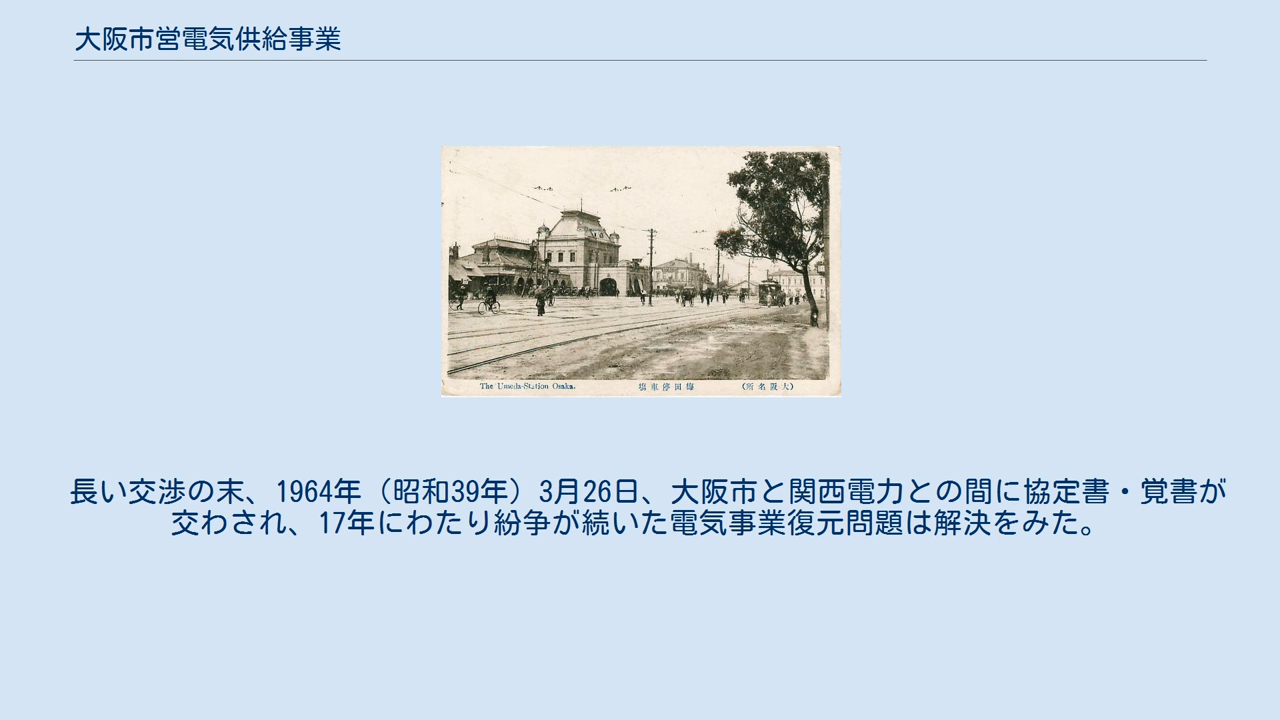 大阪市営電気供給事業
The Umeda-Station Osaka. 塲車停田梅 (所名阪大)
長い交渉の末、1964年（昭和39年）3月26日、大阪市と関西電力との間に協定書・覚書が
交わされ、17年にわたり紛争が続いた電気事業復元問題は解決をみた。